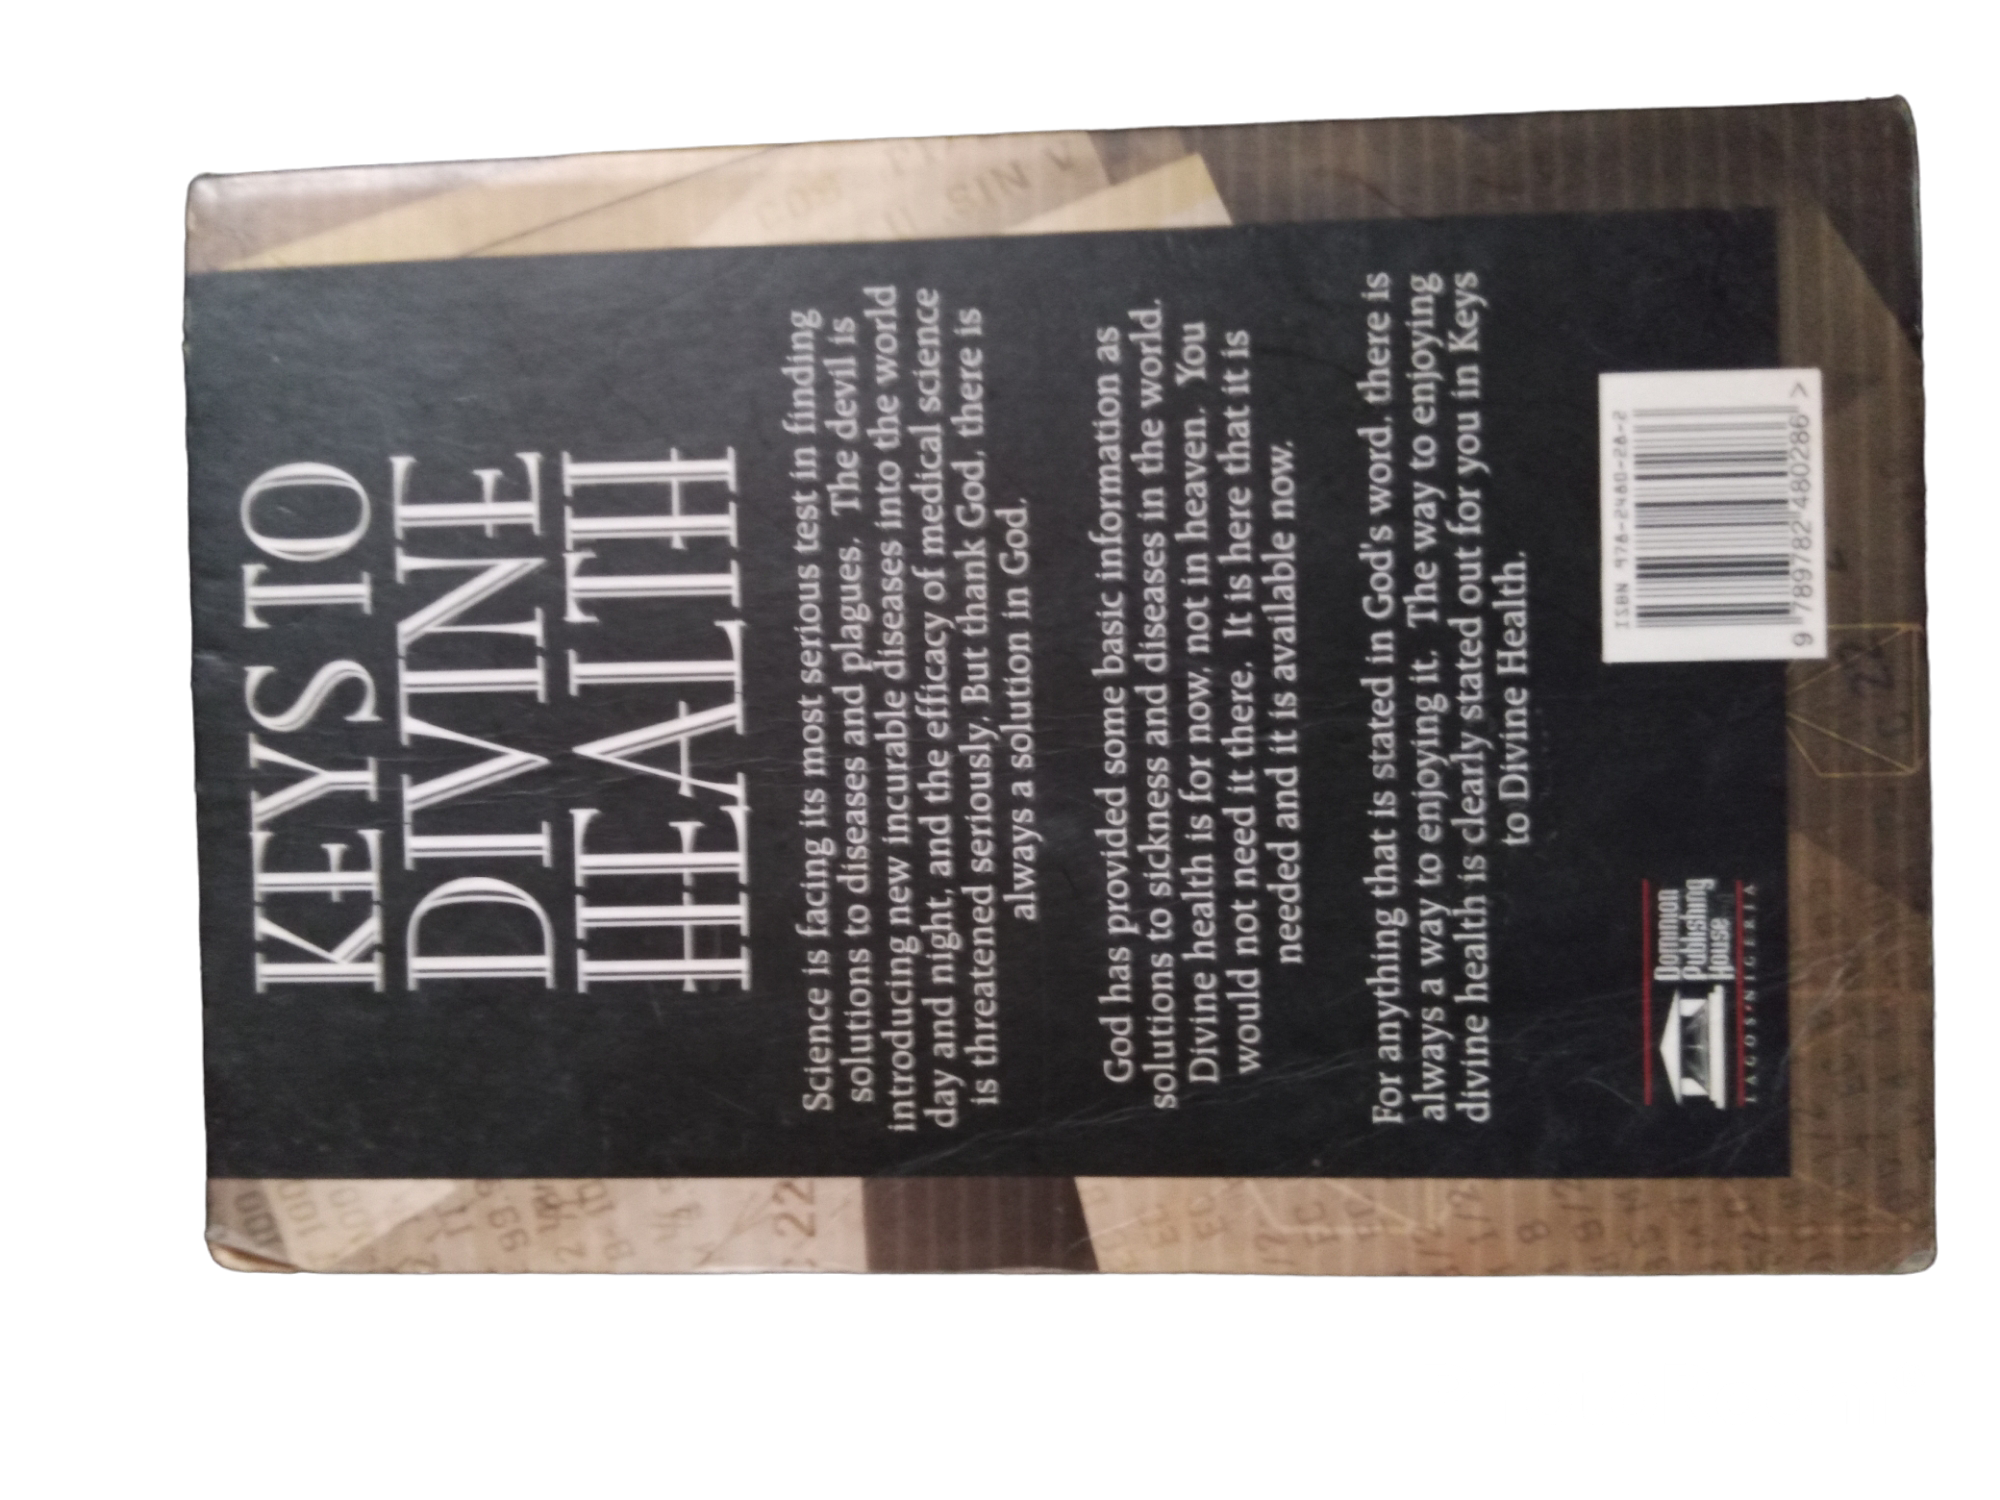 KEYS TO
DIVINE
HEALTH
Science is facing its most serious test in finding
solutions to diseases and plagues. The devil is
introducing new incurable diseases into the world
day and night, and the efficacy of medical science
is threatened seriously. But thank God, there is
always a solution in God.
God has provided some basic information as
solutions to sickness and diseases in the world.
Divine health is for now, not in heaven. You
would not need it there. It is here that it is
needed and it is available now.
For anything that is stated in God's word, there is
always a way to enjoying it. The way to enjoying
divine health is clearly stated out for you in Keys
to Divine Health.
Dominion
Publishing
House
LAGOS•NIGERIA
ISBN 978-2480-28-2
9 789782 480286 >
22